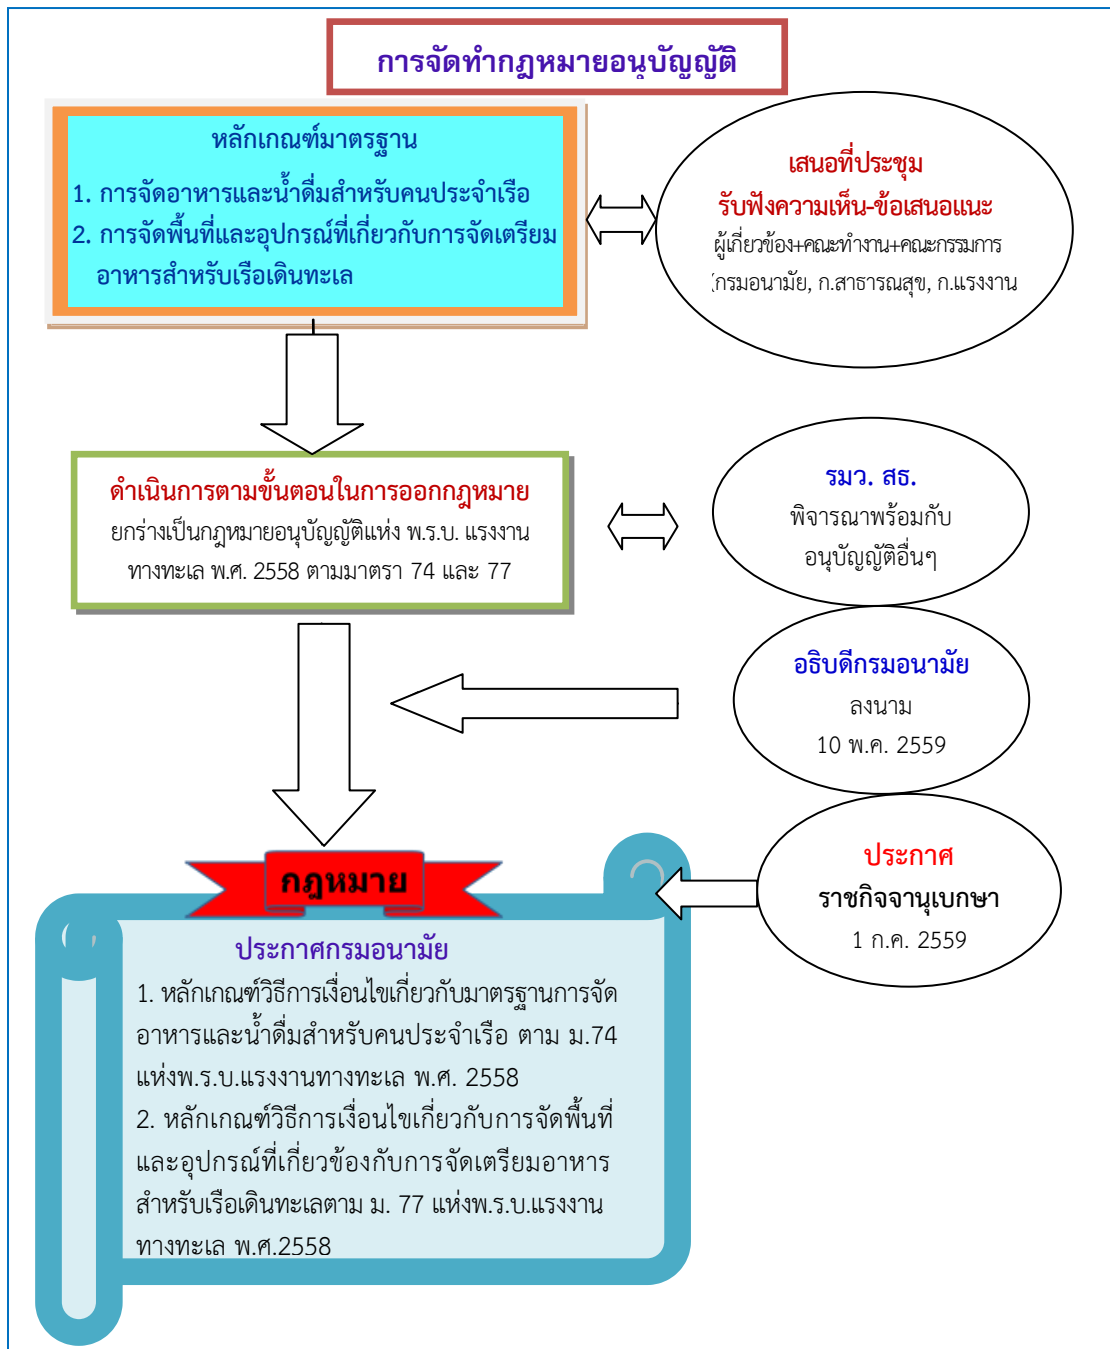 การจัดทำกฎหมายอนุบัญญัติ
หลักเกณฑ์มาตรฐาน
1. การจัดอาหารและน้ำดื่มสำหรับคนประจำเรือ
2. การจัดพื้นที่และอุปกรณ์ที่เกี่ยวกับการจัดเตรียม
อาหารสำหรับเรือเดินทะเล
เสนอที่ประชุม
รับฟังความเห็น-ข้อเสนอแนะ
ผู้เกี่ยวข้อง+คณะทำงาน+คณะกรรมการ
(กรมอนามัย, ก.สาธารณสุข, ก.แรงงาน
ดำเนินการตามขั้นตอนในการออกกฎหมาย
ยกร่างเป็นกฎหมายอนุบัญญัติแห่ง พ.ร.บ. แรงงาน
ทางทะเล พ.ศ. 2558 ตามมาตรา 74 และ 77
รมว. สธ.
พิจารณาพร้อมกับ
อนุบัญญัติอื่นๆ
อธิบดีกรมอนามัย
ลงนาม
10 พ.ค. 2559
ประกาศ
ราชกิจจานุเบกษา
1 ก.ค. 2559
กฎหมาย
ประกาศกรมอนามัย
1. หลักเกณฑ์วิธีการเงื่อนไขเกี่ยวกับมาตรฐานการจัด
อาหารและน้ำดื่มสำหรับคนประจำเรือ ตาม ม.74
แห่งพ.ร.บ.แรงงานทางทะเล พ.ศ. 2558
2. หลักเกณฑ์วิธีการเงื่อนไขเกี่ยวกับการจัดพื้นที่
และอุปกรณ์ที่เกี่ยวข้องกับการจัดเตรียมอาหาร
สำหรับเรือเดินทะเลตาม ม. 77 แห่งพ.ร.บ.แรงงาน
ทางทะเล พ.ศ.2558